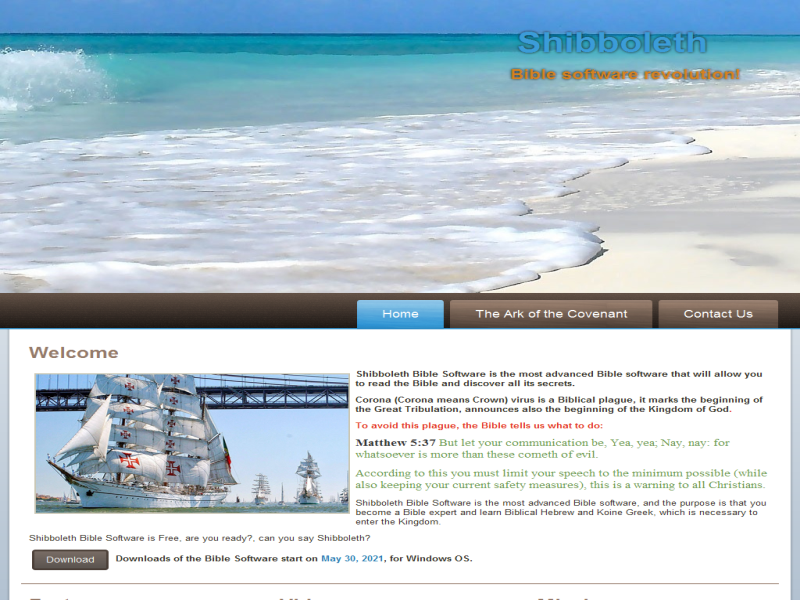 Shibboleth
Bible software revolution!
Home
The Ark of the Covenant
Contact Us
Welcome
Shibboleth Bible Software is the most advanced Bible software that will allow you
to read the Bible and discover all its secrets.
Corona (Corona means Crown) virus is a Biblical plague, it marks the beginning of
the Great Tribulation, announces also the beginning of the Kingdom of God.
To avoid this plague, the Bible tells us what to do:
Matthew 5:37 But let your communication be, Yea, yea; Nay, nay: for
whatsoever is more than these cometh of evil.
According to this you must limit your speech to the minimum possible (while
also keeping your current safety measures), this is a warning to all Christians.
Shibboleth Bible Software is the most advanced Bible software, and the purpose is that you
become a Bible expert and learn Biblical Hebrew and Koine Greek, which is necessary to
enter the Kingdom.
Shibboleth Bible Software is Free, are you ready?, can you say Shibboleth?
Download
Downloads of the Bible Software start on May 30, 2021, for Windows OS.